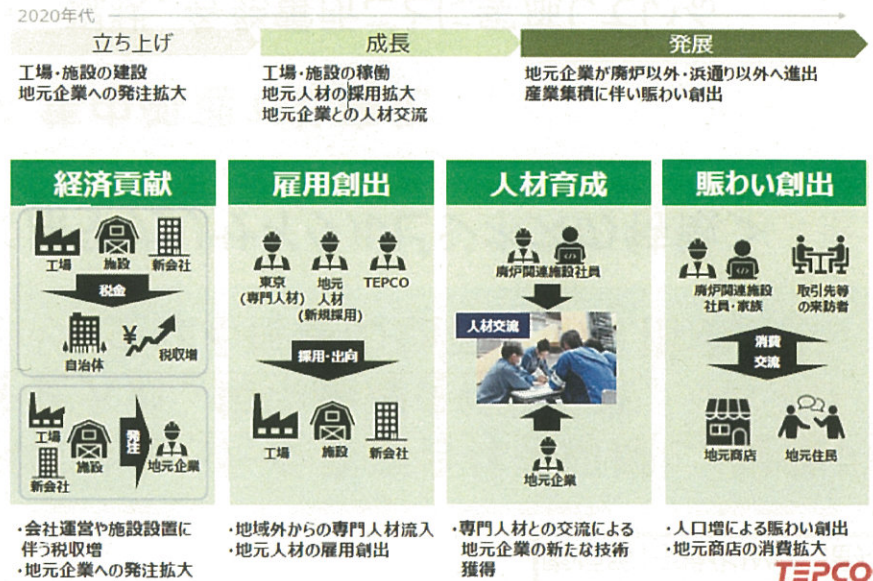 2020年代
立ち上げ
工場・施設の建設
地元企業への発注拡大
成長
工場・施設の稼働
地元人材の採用拡大
地元企業との人材交流
発展
地元企業が廃炉以外・浜通り以外へ進出
産業集積に伴い賑わい創出
経済貢献
工場
施設
新会社
税金
自治体
¥
税収増
工場
施設
新会社
発注
地元企業
・会社運営や施設設置に
伴う税収増
・地元企業への発注拡大
雇用創出
東京
(専門人材)
地元
人材
(新規採用)
TEPCO
採用・出向
工場
施設
新会社
・地域外からの専門人材流入
・地元人材の雇用創出
人材育成
廃炉関連施設社員
人材交流
地元企業
・専門人材との交流による
地元企業の新たな技術
獲得
賑わい創出
廃炉関連施設
社員・家族
取引先等
の来訪者
消費
交流
地元商店
地元住民
・人口増による賑わい創出
・地元商店の消費拡大
TEPCO